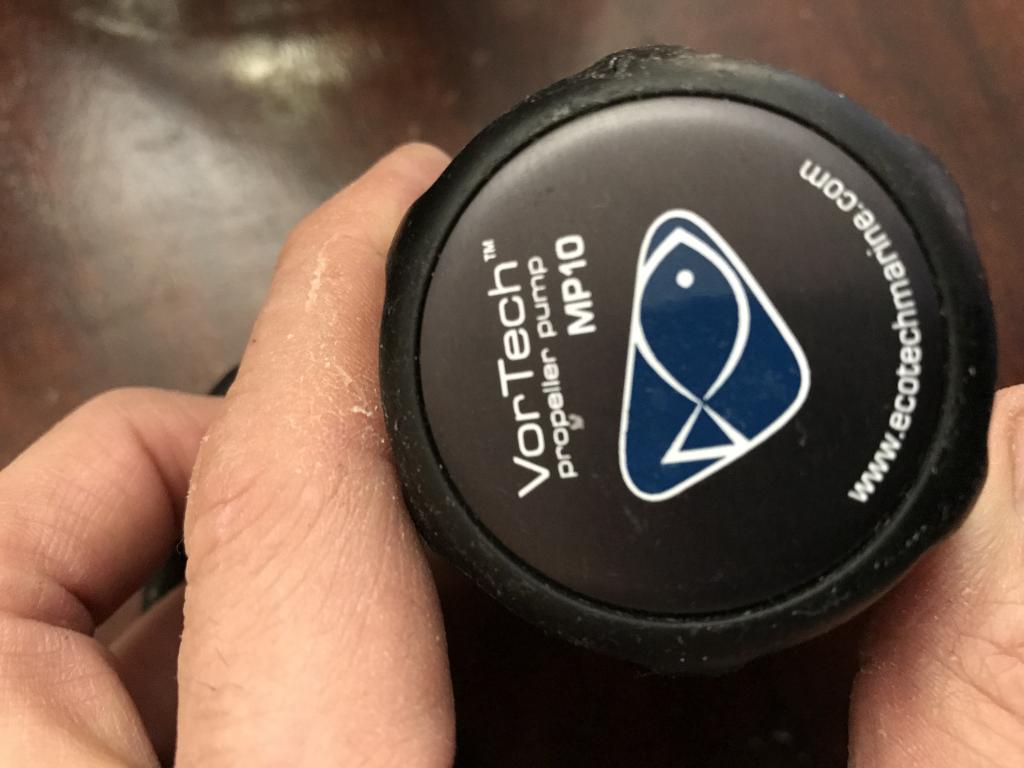 VorTech™
propeller pump
MP10
www.ecotechmarine.com